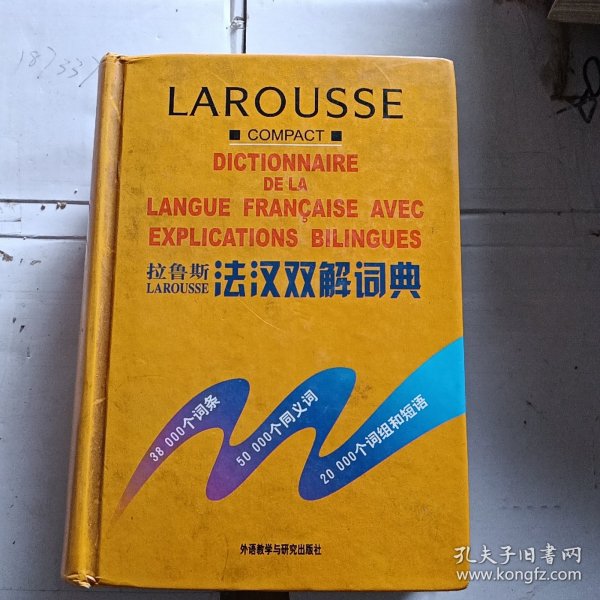 LAROUSSE
COMPACT
DICTIONNAIRE
DE LA
LANGUE FRANÇAISE AVEC
EXPLICATIONS BILINGUES
拉鲁斯
LAROUSSE
法汉双解词典
38 000个词条
50 000个同义词
20 000个词组和短语
外语教学与研究出版社
孔夫子旧书网
www.kongfz.com